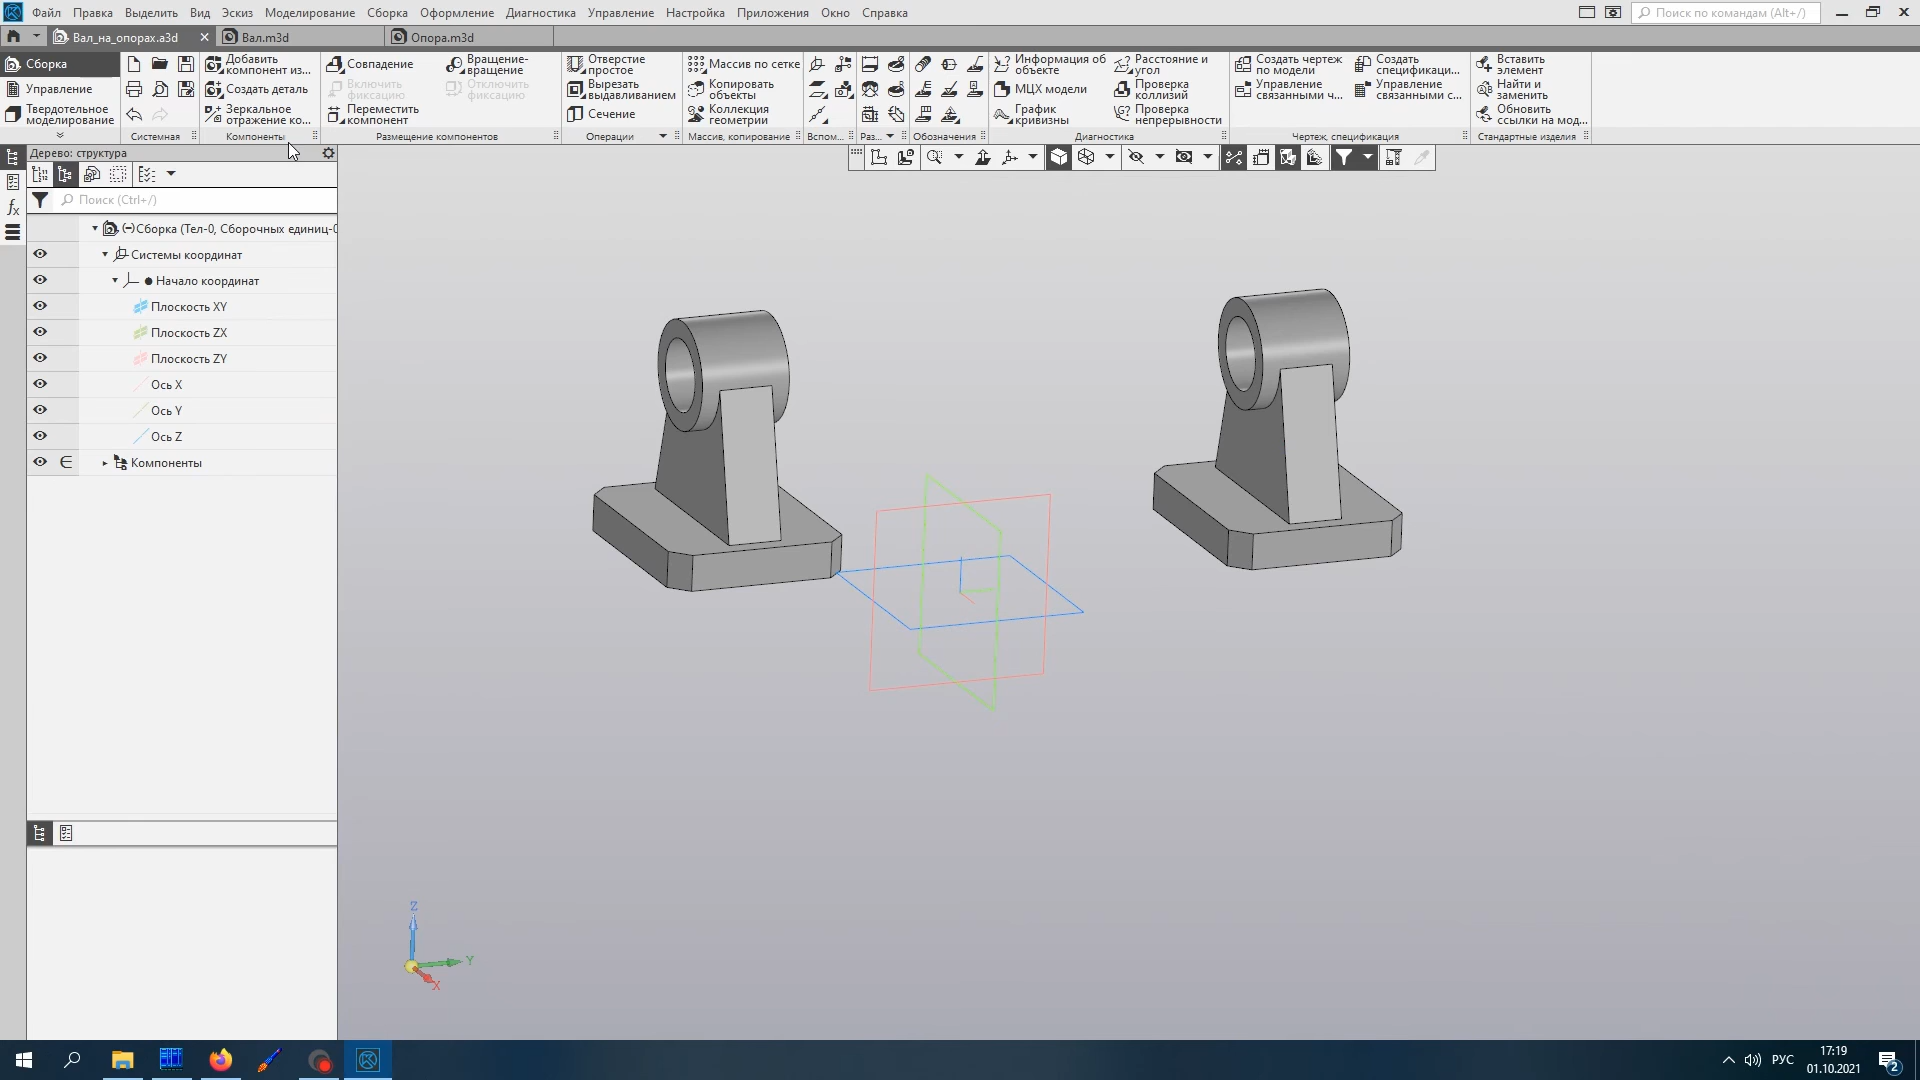 Файл Правка Выделить Вид Эскиз Моделирование Сборка Оформление Диагностика Управление Настройка Приложения Окно Справка
Поиск по командам (Alt+/)
Вал_на_опорах.a3d
Вал.m3d
Опора.m3d
Сборка
Управление
Твердотельное
моделирование
Системная
Добавить
компонент из...
Создать деталь
Зеркальное
отражение ко...
Компоненты
Совпадение
Включить
фиксацию
Переместить
компонент
Вращение-
вращение
Отключить
фиксацию
Размещение компонентов
Отверстие
простое
Вырезать
выдавливанием
Сечение
Операции
Массив по сетке
Копировать
объекты
Коллекция
геометрии
Массив, копирование
Вспом...
Раз...
Обозначения
Информация об
объекте
МЦХ модели
График
кривизны
Расстояние и
угол
Проверка
коллизий
Проверка
непрерывности
Диагностика
Создать чертеж
по модели
Управление
связанными ч...
Создать
спецификаци...
Управление
связанными с...
Чертеж, спецификация
Вставить
элемент
Найти и
заменить
Обновить
ссылки на мод...
Стандартные изделия
Дерево: структура
Поиск (Ctrl+/)
(-)Сборка (Тел-0, Сборочных единиц-0
Системы координат
Начало координат
Плоскость XY
Плоскость ZX
Плоскость ZY
Ось X
Ось Y
Ось Z
Компоненты
fx
Z
Y
X
РУС
17:19
01.10.2021
2